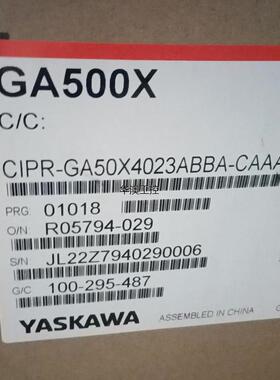 GA500X
C/C:
CIPR-GA50X4023ABBA-CAAA
PRG: 01018
O/N: R05794-029
S/N: JL22Z7940290006
G/C 100-295-487
YASKAWA ASSEMBLED IN CHINA